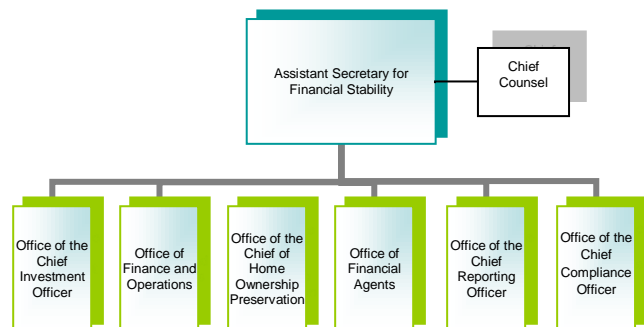 Assistant Secretary for
Financial Stability
Chief
Counsel
Office of the
Chief
Investment
Officer
Office of
Finance and
Operations
Office of the
Chief of
Home
Ownership
Preservation
Office of
Financial
Agents
Office of
the Chief
Reporting
Officer
Office of the
Chief
Compliance
Officer